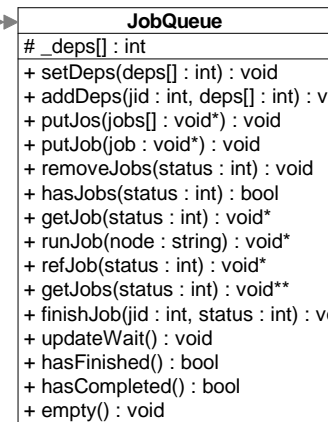 JobQueue
# _deps[] : int
+ setDeps(deps[] : int) : void
+ addDeps(jid : int, deps[] : int) : v
+ putJos(jobs[] : void*) : void
+ putJob(job : void*) : void
+ removeJobs(status : int) : void
+ hasJobs(status : int) : bool
+ getJob(status : int) : void*
+ runJob(node : string) : void*
+ refJob(status : int) : void*
+ getJobs(status : int) : void**
+ finishJob(jid : int, status : int) : v
+ updateWait() : void
+ hasFinished() : bool
+ hasCompleted() : bool
+ empty() : void